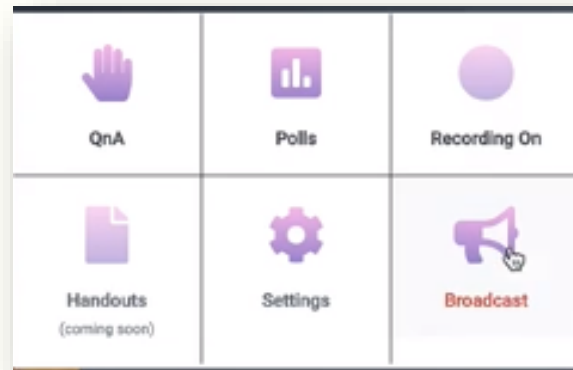 QnA
Polls
Recording On
Handouts
(coming soon)
Settings
Broadcast